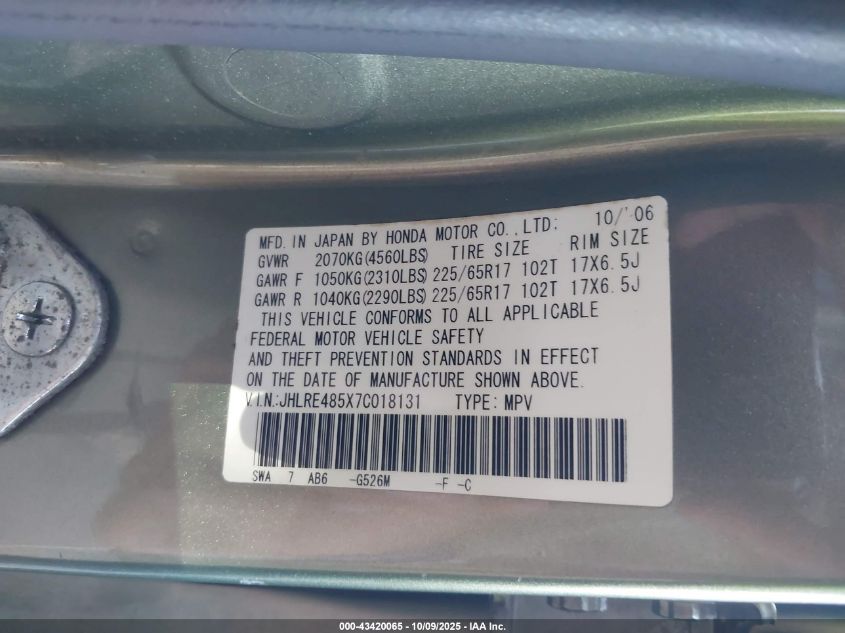 MFD. IN JAPAN BY HONDA MOTOR CO.,LTD: 10/'06
GVWR 2070KG(4560LBS) TIRE SIZE RIM SIZE
GAWR F 1050KG(2310LBS) 225/65R17 102T 17X6.5J
GAWR R 1040KG(2290LBS) 225/65R17 102T 17X6.5J
THIS VEHICLE CONFORMS TO ALL APPLICABLE
FEDERAL MOTOR VEHICLE SAFETY
AND THEFT PREVENTION STANDARDS IN EFFECT
ON THE DATE OF MANUFACTURE SHOWN ABOVE.
V.I.N.:JHLRE485X7C018131 TYPE: MPV
SWA 7 AB6 -G526M -F -C
000-43420065 - 10/09/2025 - IAA Inc.